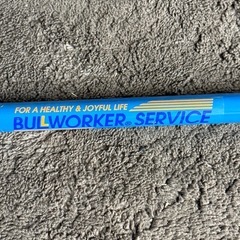 FOR A HEALTHY & JOYFUL LIFE
BULLWORKER® SERVICE